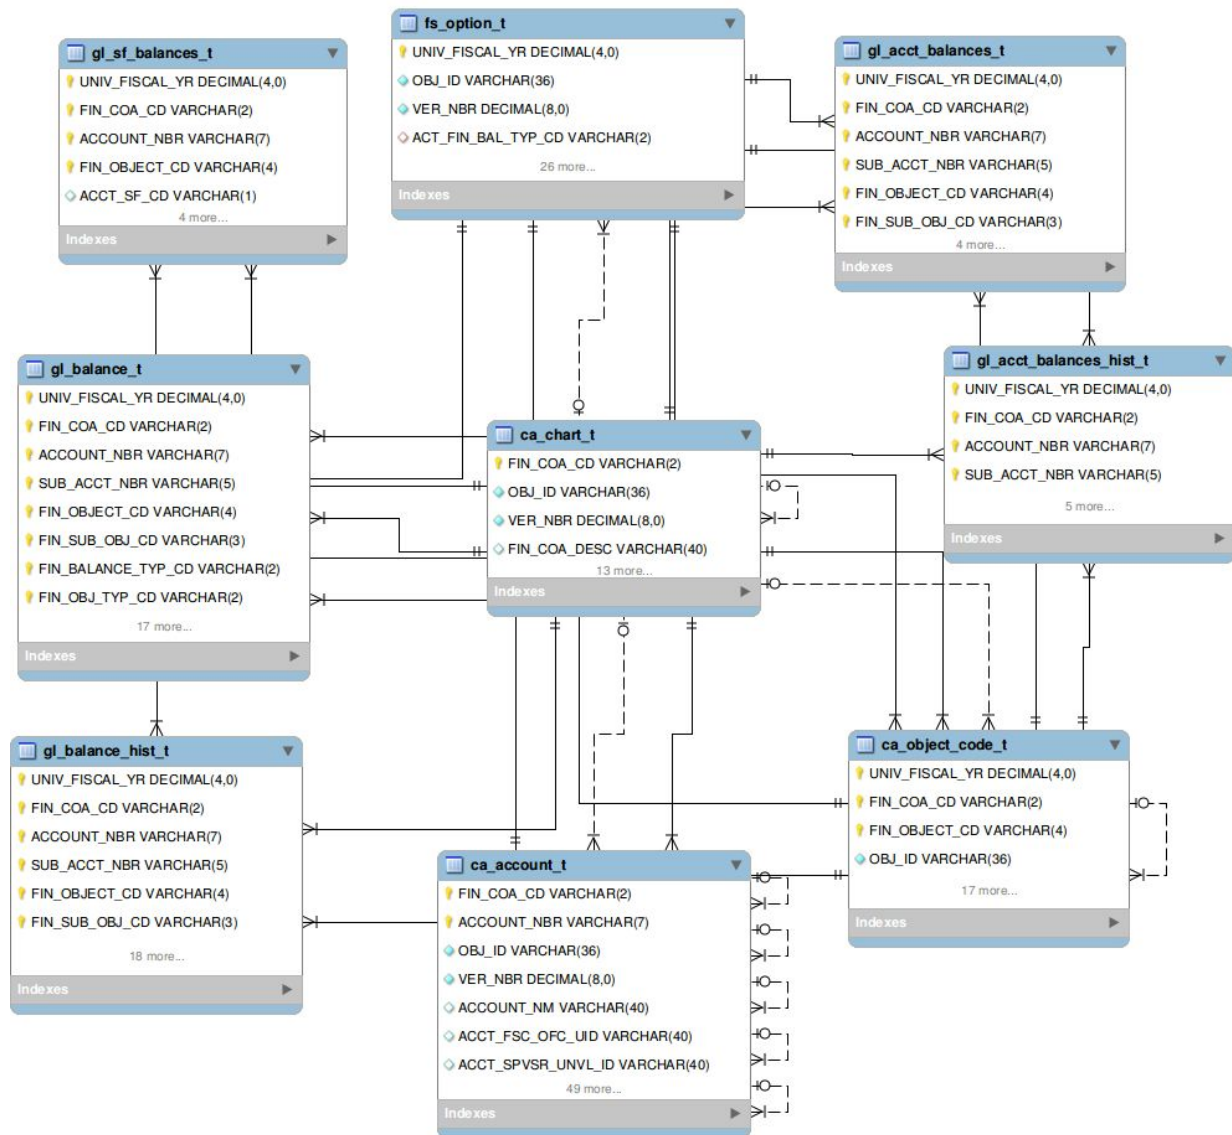 fs_option_t
UNIV_FISCAL_YR DECIMAL(4,0)
OBJ_ID VARCHAR(36)
VER_NBR DECIMAL(8,0)
ACT_FIN_BAL_TYP_CD VARCHAR(2)
26 more...
Indexes
gl_sf_balances_t
UNIV_FISCAL_YR DECIMAL(4,0)
FIN_COA_CD VARCHAR(2)
ACCOUNT_NBR VARCHAR(7)
FIN_OBJECT_CD VARCHAR(4)
ACCT_SF_CD VARCHAR(1)
4 more...
Indexes
gl_acct_balances_t
UNIV_FISCAL_YR DECIMAL(4,0)
FIN_COA_CD VARCHAR(2)
ACCOUNT_NBR VARCHAR(7)
SUB_ACCT_NBR VARCHAR(5)
FIN_OBJECT_CD VARCHAR(4)
FIN_SUB_OBJ_CD VARCHAR(3)
4 more...
Indexes
gl_balance_t
UNIV_FISCAL_YR DECIMAL(4,0)
FIN_COA_CD VARCHAR(2)
ACCOUNT_NBR VARCHAR(7)
SUB_ACCT_NBR VARCHAR(5)
FIN_OBJECT_CD VARCHAR(4)
FIN_SUB_OBJ_CD VARCHAR(3)
FIN_BALANCE_TYP_CD VARCHAR(2)
FIN_OBJ_TYP_CD VARCHAR(2)
17 more...
Indexes
ca_chart_t
FIN_COA_CD VARCHAR(2)
OBJ_ID VARCHAR(36)
VER_NBR DECIMAL(8,0)
FIN_COA_DESC VARCHAR(40)
13 more...
Indexes
gl_acct_balances_hist_t
UNIV_FISCAL_YR DECIMAL(4,0)
FIN_COA_CD VARCHAR(2)
ACCOUNT_NBR VARCHAR(7)
SUB_ACCT_NBR VARCHAR(5)
5 more...
Indexes
gl_balance_hist_t
UNIV_FISCAL_YR DECIMAL(4,0)
FIN_COA_CD VARCHAR(2)
ACCOUNT_NBR VARCHAR(7)
SUB_ACCT_NBR VARCHAR(5)
FIN_OBJECT_CD VARCHAR(4)
FIN_SUB_OBJ_CD VARCHAR(3)
18 more...
Indexes
ca_account_t
FIN_COA_CD VARCHAR(2)
ACCOUNT_NBR VARCHAR(7)
OBJ_ID VARCHAR(36)
VER_NBR DECIMAL(8,0)
ACCOUNT_NM VARCHAR(40)
ACCT_FSC_OFC_UID VARCHAR(40)
ACCT_SPVSR_UNVL_ID VARCHAR(40)
49 more...
Indexes
ca_object_code_t
UNIV_FISCAL_YR DECIMAL(4,0)
FIN_COA_CD VARCHAR(2)
FIN_OBJECT_CD VARCHAR(4)
OBJ_ID VARCHAR(36)
17 more...
Indexes